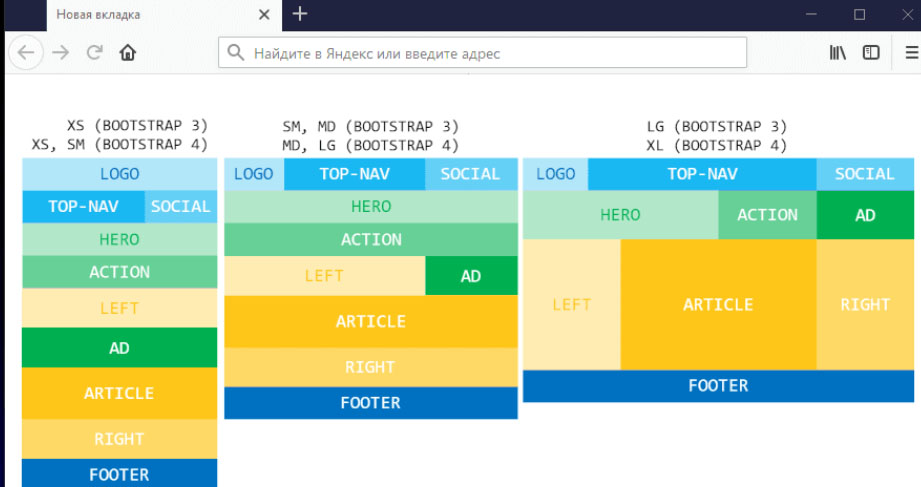 Новая вкладка
Найдите в Яндекс или введите адрес
XS (BOOTSTRAP 3)
XS, SM (BOOTSTRAP 4)
LOGO
TOP-NAV SOCIAL
HERO
ACTION
LEFT
AD
ARTICLE
RIGHT
FOOTER
SM, MD (BOOTSTRAP 3)
MD, LG (BOOTSTRAP 4)
LOGO TOP-NAV SOCIAL
HERO
ACTION
LEFT AD
ARTICLE
RIGHT
FOOTER
LG (BOOTSTRAP 3)
XL (BOOTSTRAP 4)
LOGO TOP-NAV SOCIAL
HERO ACTION AD
LEFT ARTICLE RIGHT
FOOTER